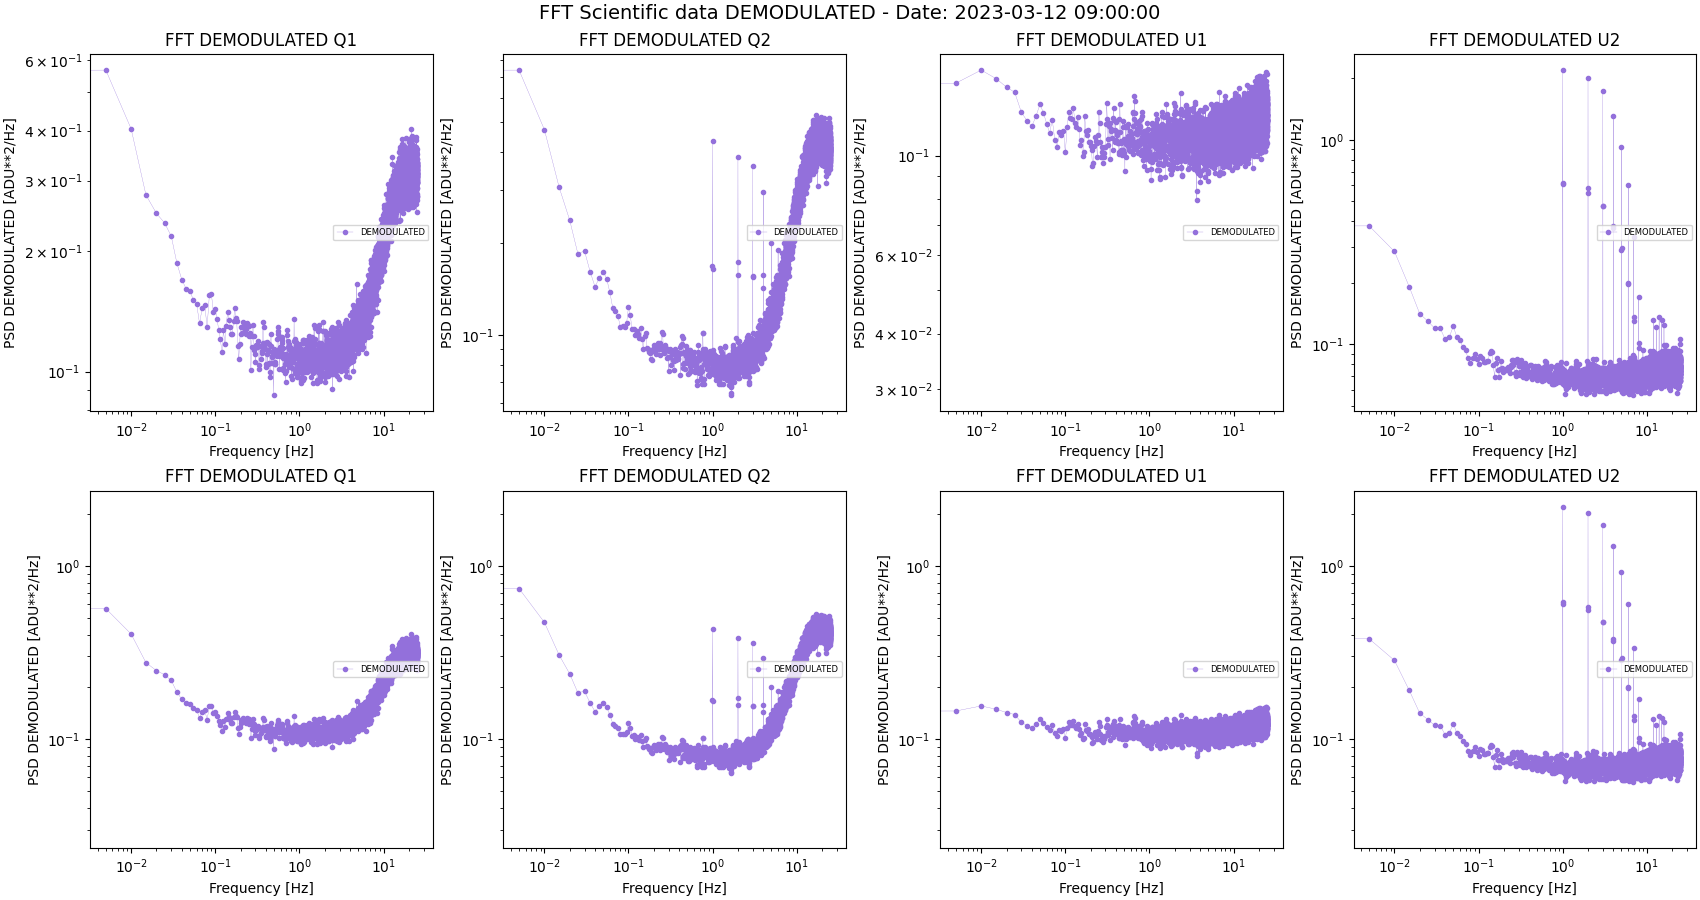 FFT Scientific data DEMODULATED - Date: 2023-03-12 09:00:00
FFT DEMODULATED Q1
PSD DEMODULATED [ADU**2/Hz]
6 × 10⁻¹
4 × 10⁻¹
3 × 10⁻¹
2 × 10⁻¹
10⁻¹
DEMODULATED
10⁻² 10⁻¹ 10⁰ 10¹
Frequency [Hz]
FFT DEMODULATED Q2
PSD DEMODULATED [ADU**2/Hz]
10⁻¹
DEMODULATED
10⁻² 10⁻¹ 10⁰ 10¹
Frequency [Hz]
FFT DEMODULATED U1
PSD DEMODULATED [ADU**2/Hz]
10⁻¹
6 × 10⁻²
4 × 10⁻²
3 × 10⁻²
DEMODULATED
10⁻² 10⁻¹ 10⁰ 10¹
Frequency [Hz]
FFT DEMODULATED U2
PSD DEMODULATED [ADU**2/Hz]
10⁰
10⁻¹
DEMODULATED
10⁻² 10⁻¹ 10⁰ 10¹
Frequency [Hz]
FFT DEMODULATED Q1
PSD DEMODULATED [ADU**2/Hz]
10⁰
10⁻¹
DEMODULATED
10⁻² 10⁻¹ 10⁰ 10¹
Frequency [Hz]
FFT DEMODULATED Q2
PSD DEMODULATED [ADU**2/Hz]
10⁰
10⁻¹
DEMODULATED
10⁻² 10⁻¹ 10⁰ 10¹
Frequency [Hz]
FFT DEMODULATED U1
PSD DEMODULATED [ADU**2/Hz]
10⁰
10⁻¹
DEMODULATED
10⁻² 10⁻¹ 10⁰ 10¹
Frequency [Hz]
FFT DEMODULATED U2
PSD DEMODULATED [ADU**2/Hz]
10⁰
10⁻¹
DEMODULATED
10⁻² 10⁻¹ 10⁰ 10¹
Frequency [Hz]